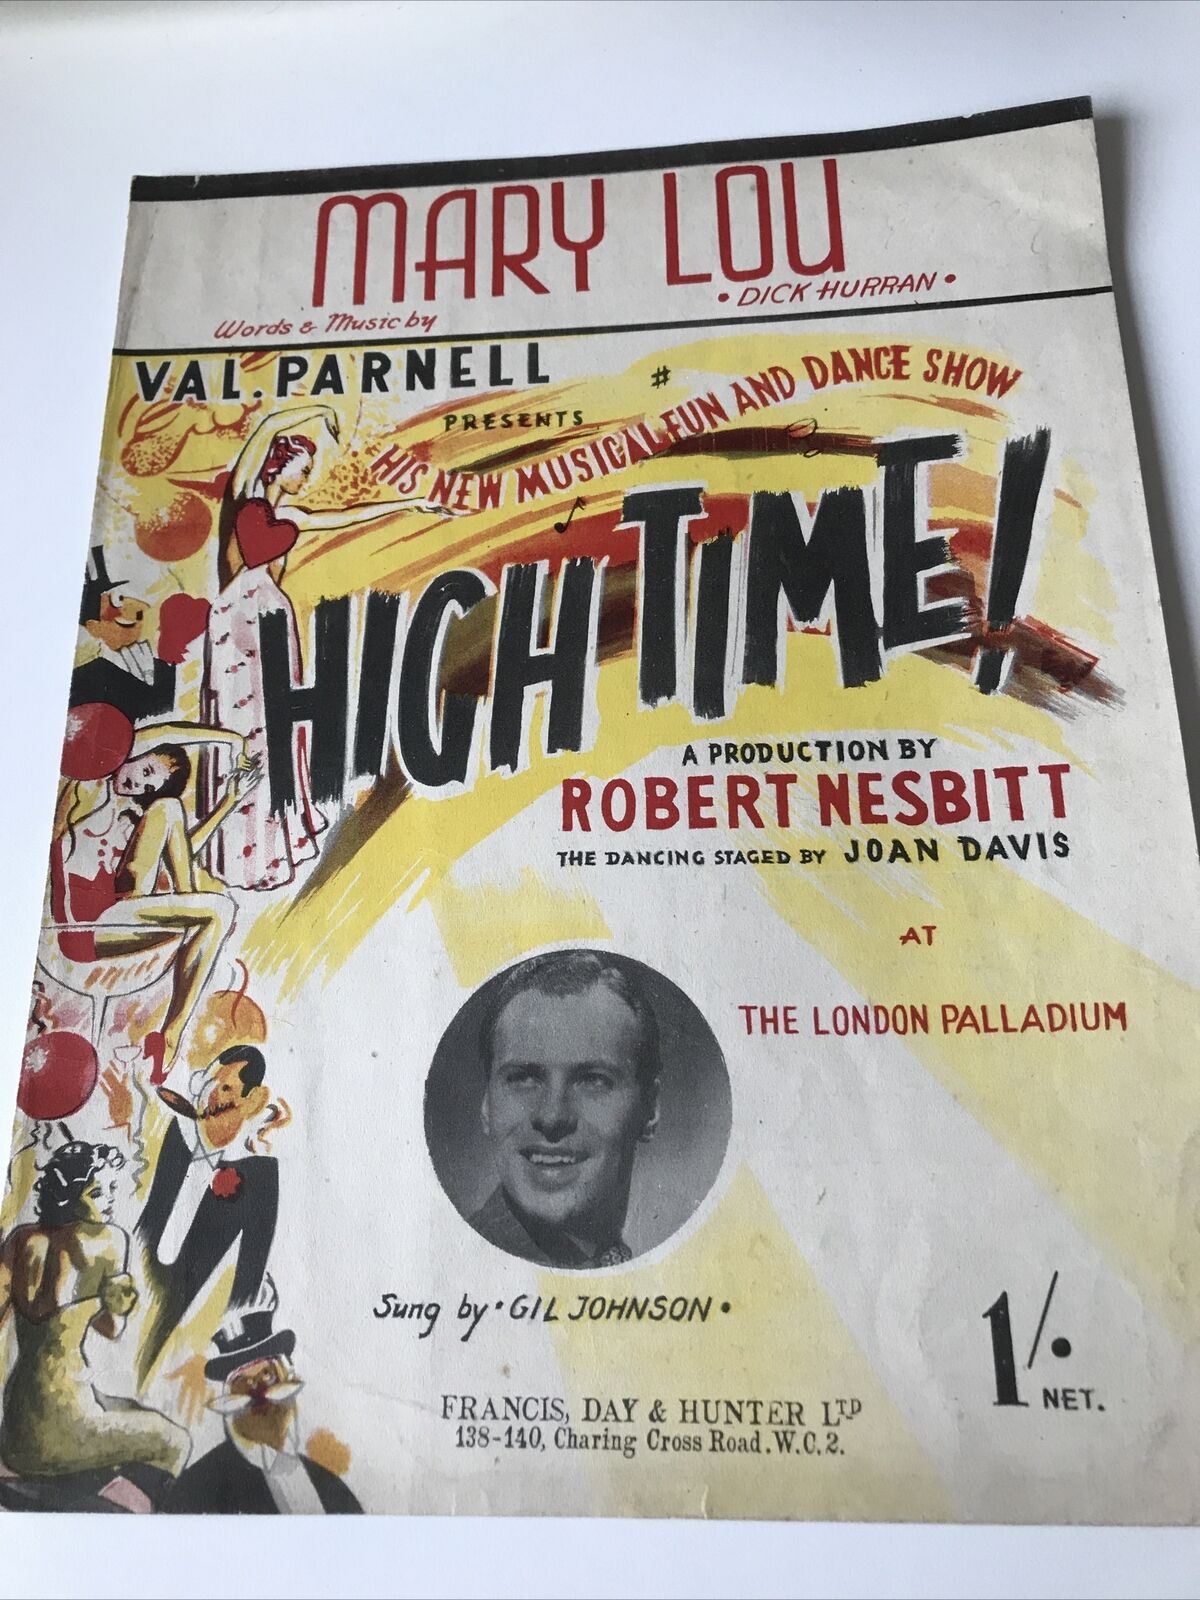 MARY LOU
Words & Music by • DICK HURRAN •
VAL. PARNELL
PRESENTS
HIS NEW MUSICAL FUN AND DANCE SHOW
HIGH TIME!
A PRODUCTION BY
ROBERT NESBITT
THE DANCING STAGED BY JOAN DAVIS
AT
THE LONDON PALLADIUM
Sung by • GIL JOHNSON •
1/•
NET.
FRANCIS, DAY & HUNTER LTD
138-140, Charing Cross Road. W.C.2.